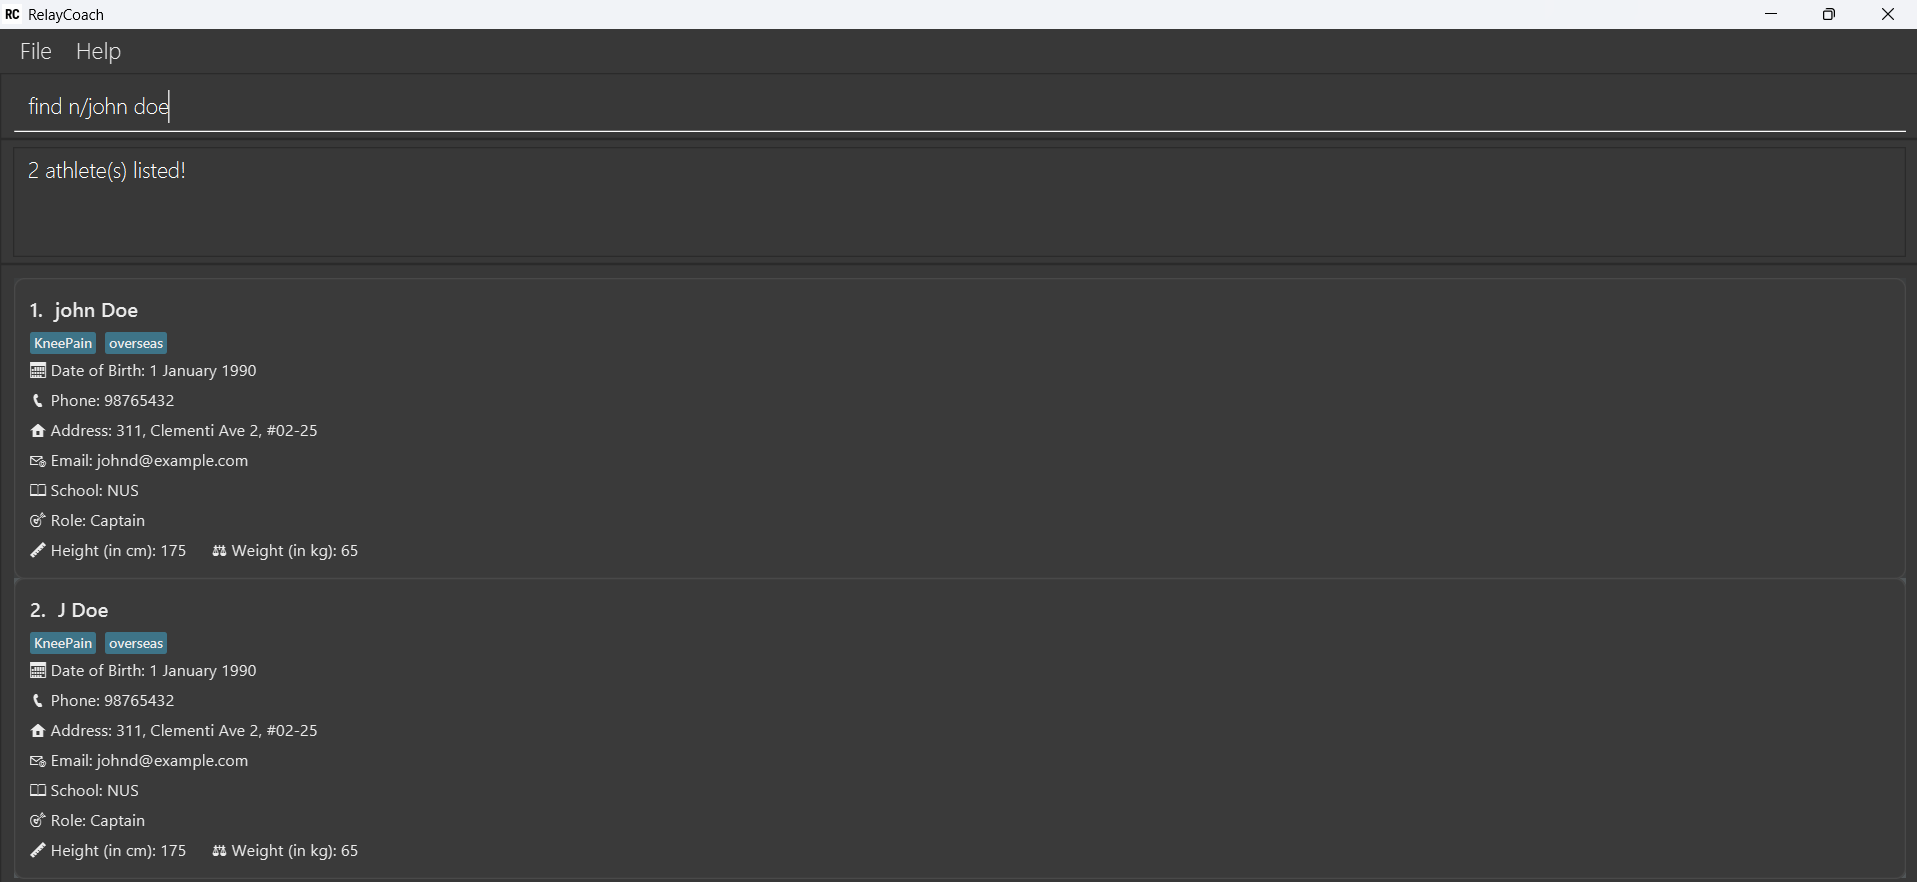 RC RelayCoach
File Help
find n/john doe
2 athlete(s) listed!
1. john Doe
KneePain overseas
Date of Birth: 1 January 1990
Phone: 98765432
Address: 311, Clementi Ave 2, #02-25
Email: johnd@example.com
School: NUS
Role: Captain
Height (in cm): 175 Weight (in kg): 65
2. J Doe
KneePain overseas
Date of Birth: 1 January 1990
Phone: 98765432
Address: 311, Clementi Ave 2, #02-25
Email: johnd@example.com
School: NUS
Role: Captain
Height (in cm): 175 Weight (in kg): 65